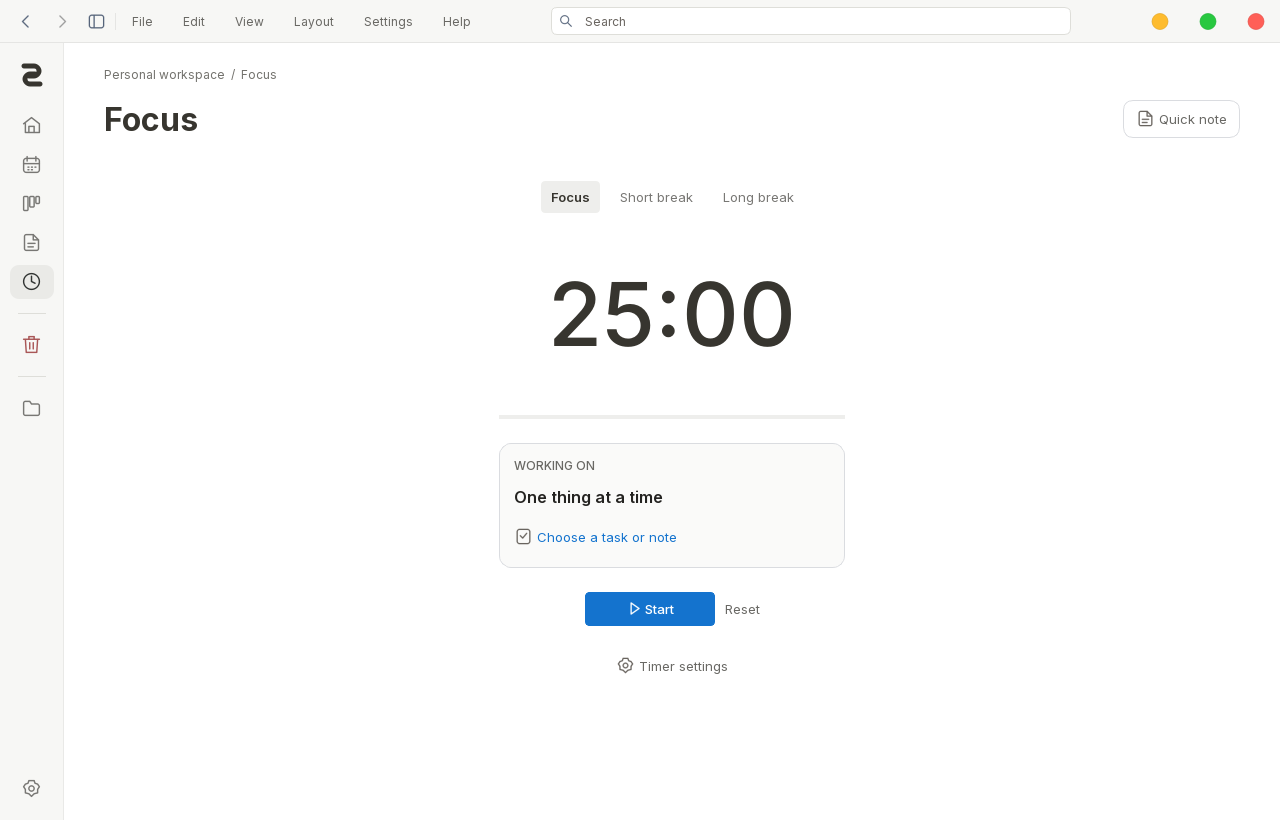 File Edit View Layout Settings Help Search
Personal workspace / Focus
Focus
Quick note
Focus Short break Long break
25:00
WORKING ON
One thing at a time
Choose a task or note
Start Reset
Timer settings